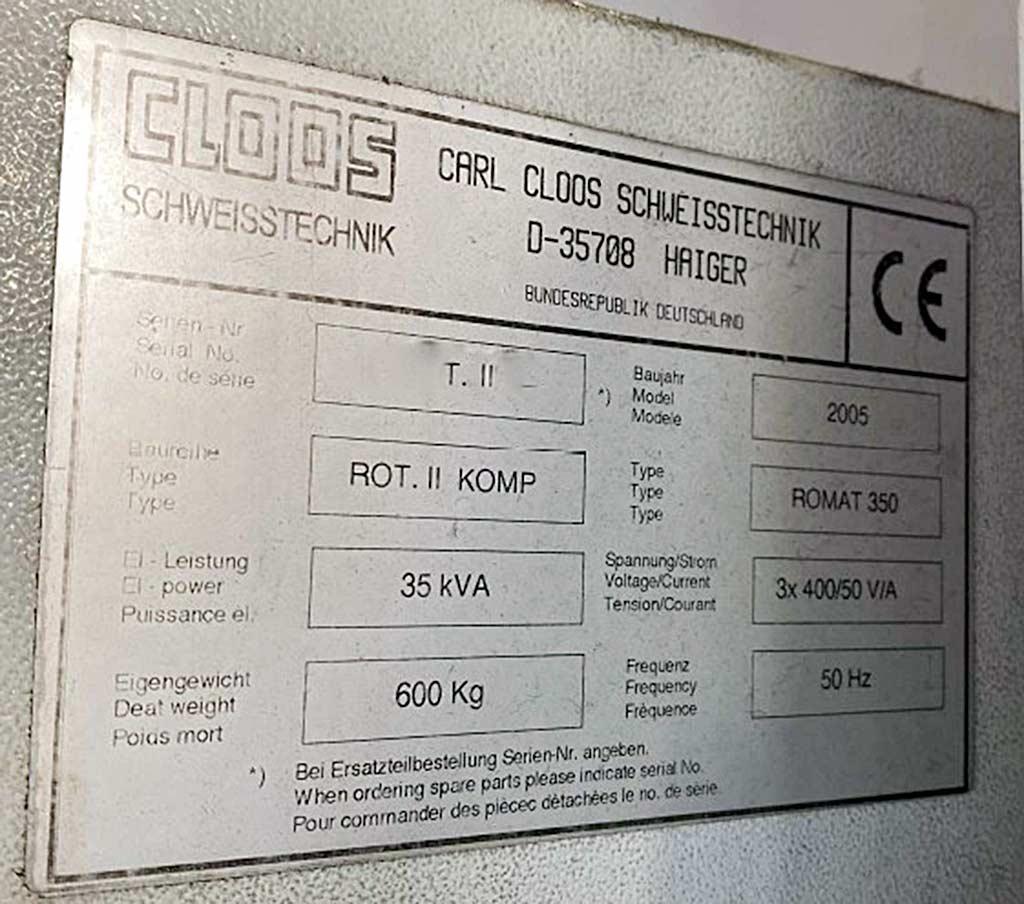 CLOOS
SCHWEISSTECHNIK
CARL CLOOS SCHWEISSTECHNIK
D-35708 HAIGER
BUNDESREPUBLIK DEUTSCHLAND
CE
Serien-Nr
Serial No.
No. de série
T. II
*)
Baujahr
Model
Modele
2005
Baureihe
Type
Type
ROT. II KOMP
Type
Type
Type
ROMAT 350
El - Leistung
El - power
Puissance el.
35 kVA
Spannung/Strom
Voltage/Current
Tension/Courant
3x 400/50 V/A
Eigengewicht
Deat weight
Poids mort
600 Kg
Frequenz
Frequency
Fréquence
50 Hz
*) Bei Ersatzteilbestellung Serien-Nr. angeben.
When ordering spare parts please indicate serial No.
Pour commander des piècec détachées le no. de série.